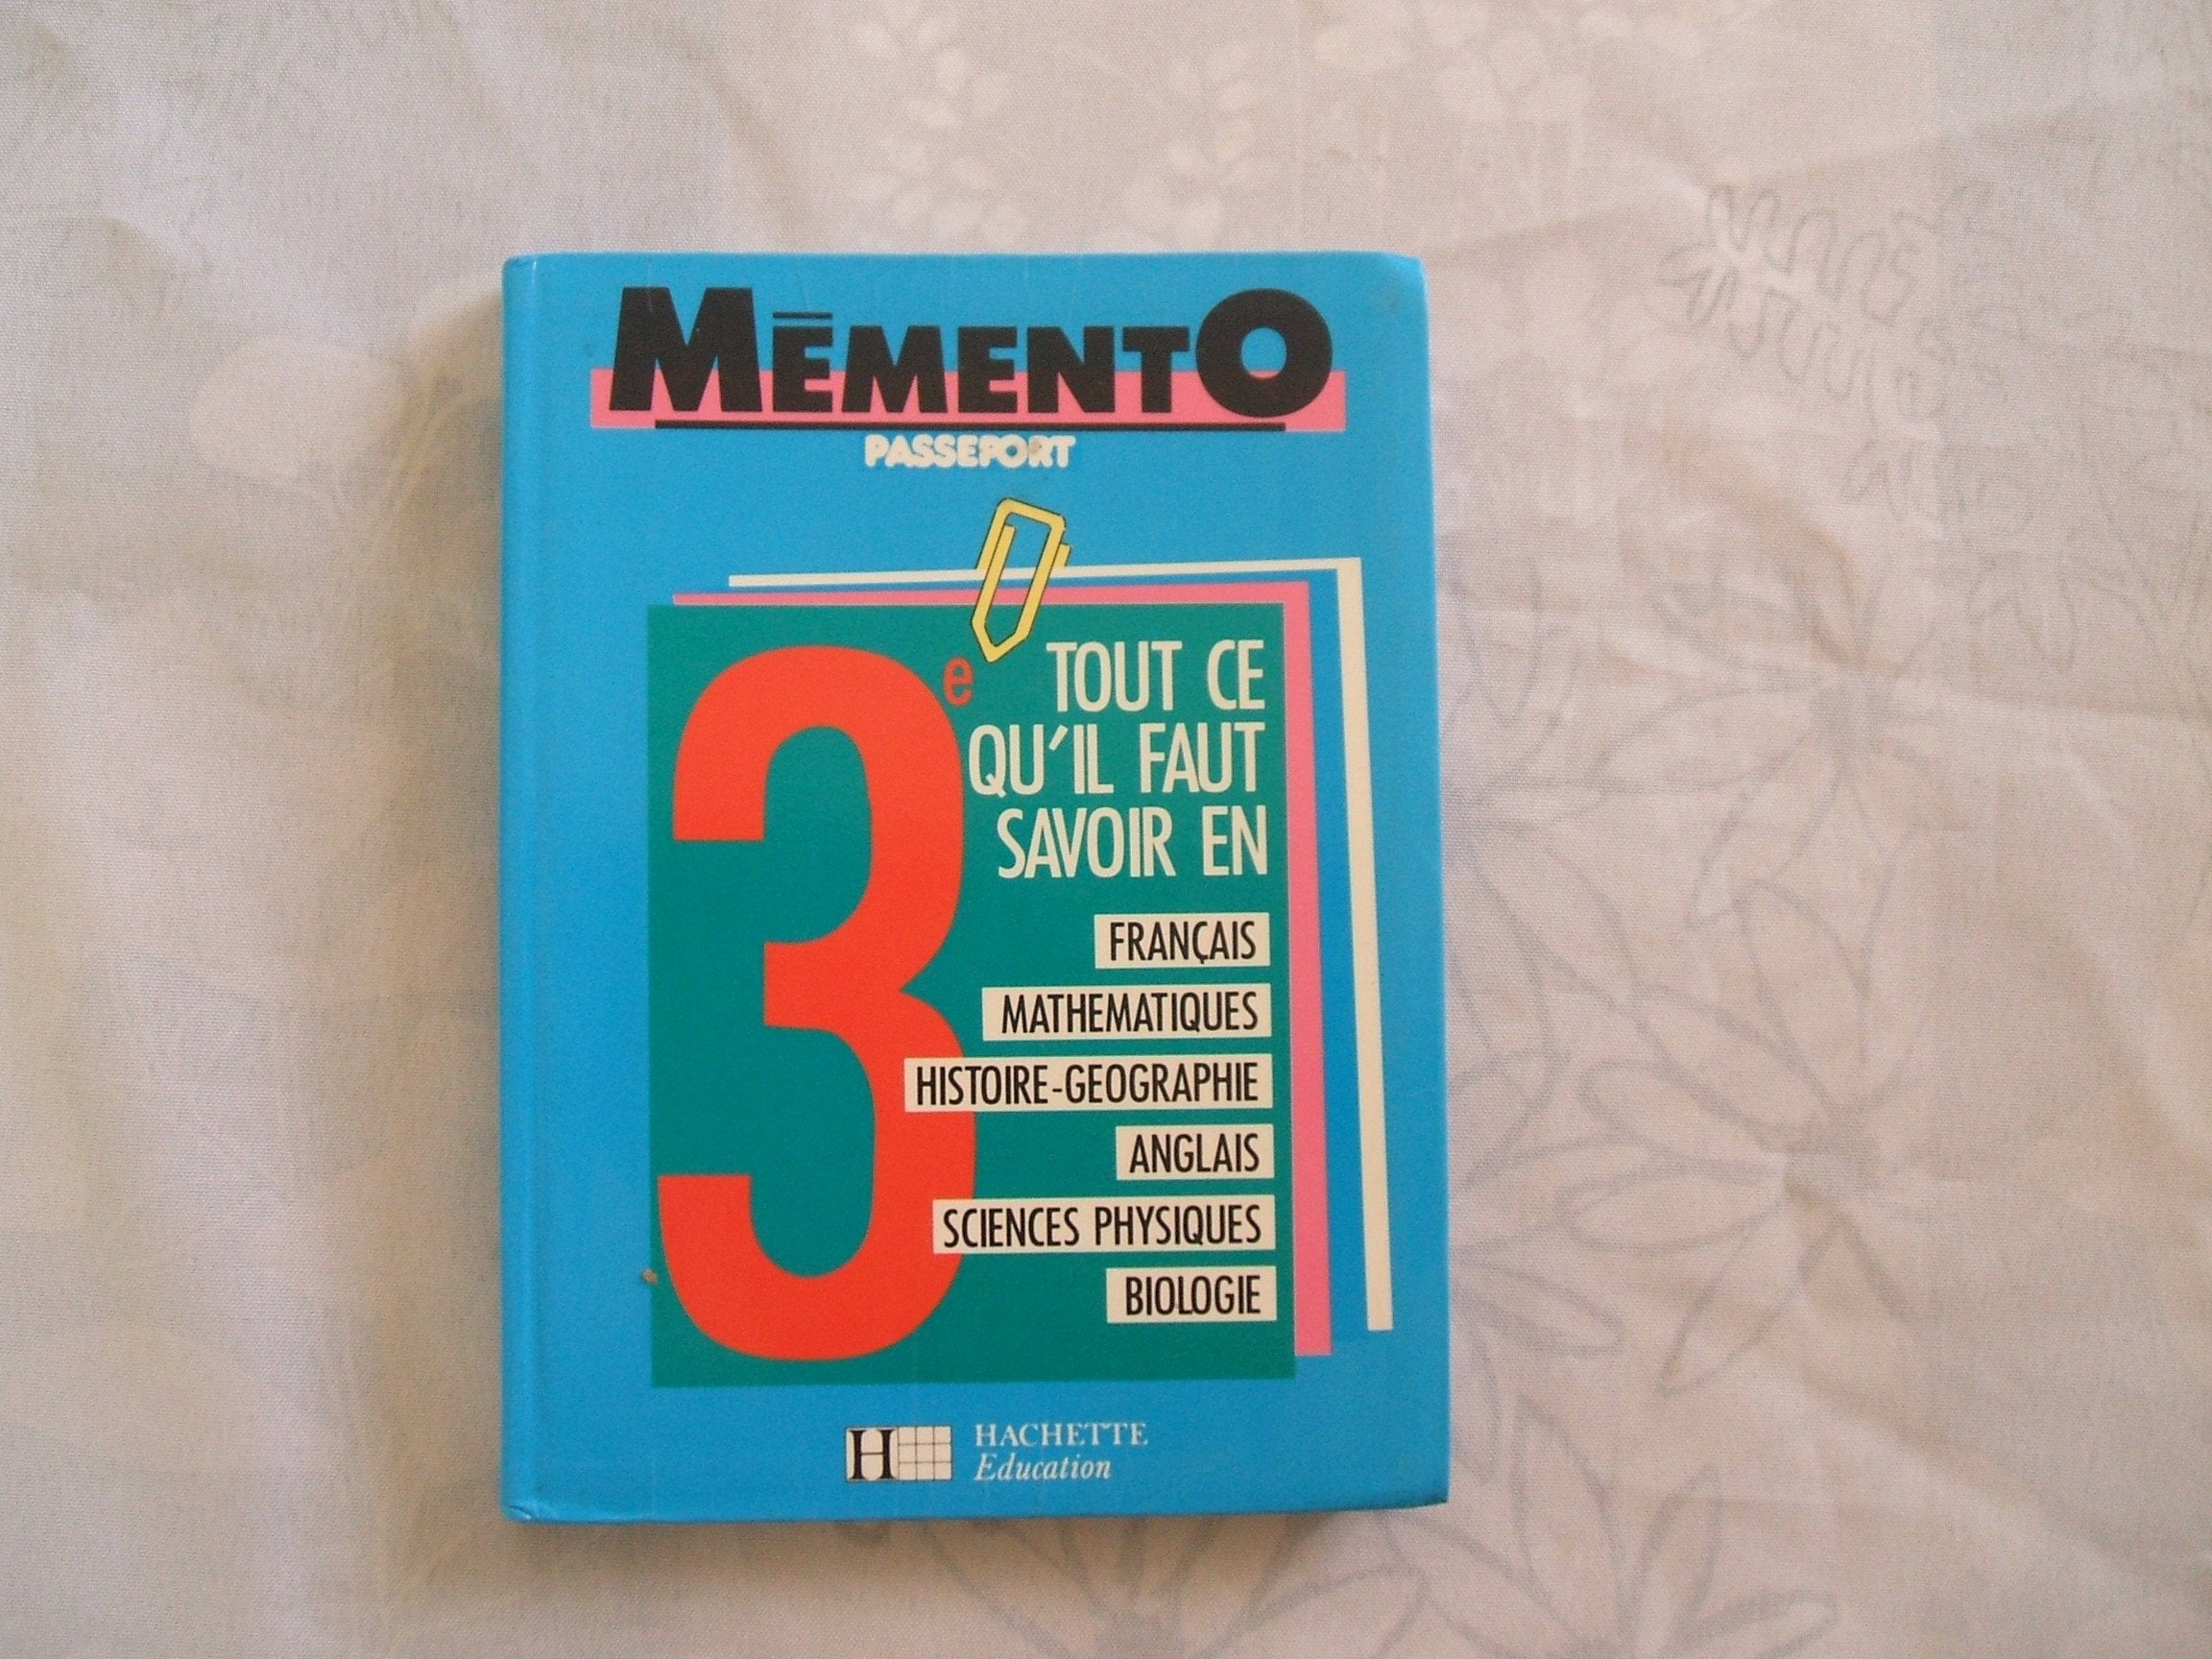 MĒMENTO
PASSEPORT
3e
TOUT CE
QU'IL FAUT
SAVOIR EN
FRANÇAIS
MATHEMATIQUES
HISTOIRE-GEOGRAPHIE
ANGLAIS
SCIENCES PHYSIQUES
BIOLOGIE
H HACHETTE
Education